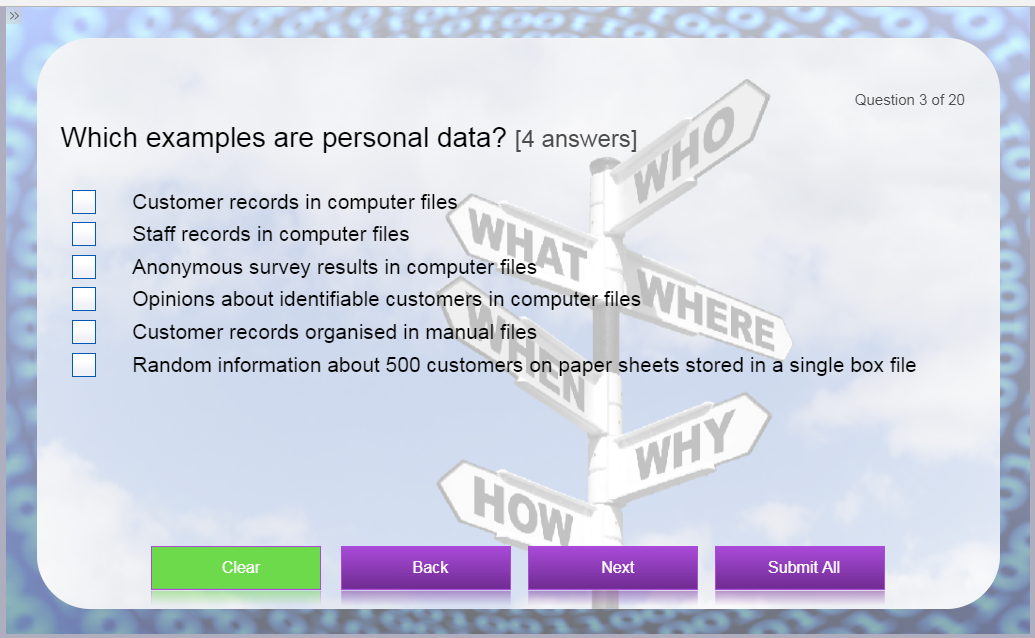 »
Question 3 of 20
Which examples are personal data? [4 answers]
Customer records in computer files
Staff records in computer files
Anonymous survey results in computer files
Opinions about identifiable customers in computer files
Customer records organised in manual files
Random information about 500 customers on paper sheets stored in a single box file
WHO
WHAT
WHERE
WHEN
WHY
HOW
Clear
Back
Next
Submit All